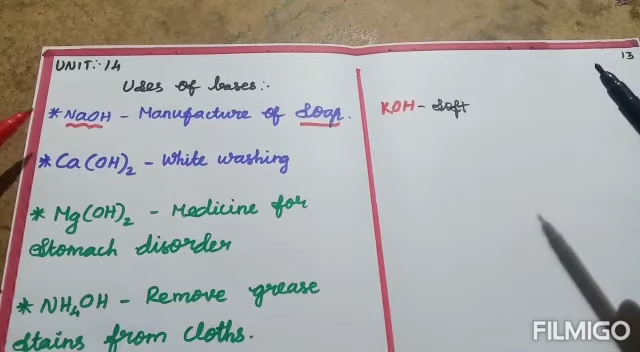 UNIT:-14
13
Uses of bases:-
* NaOH - Manufacture of Soap.
* Ca(OH)₂ - White washing
* Mg(OH)₂ - Medicine for
Stomach disorder
* NH₄OH - Remove grease
Stains from cloths.
KOH - Soft
FILMIGO